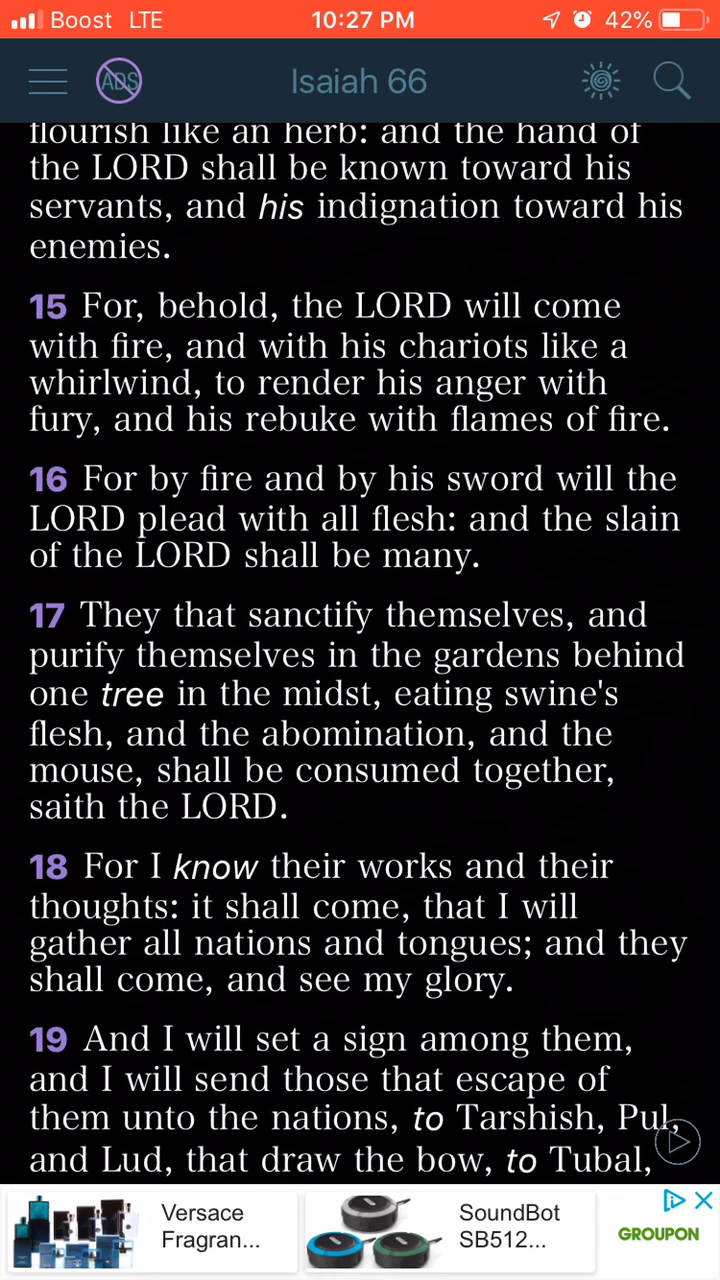 Boost LTE 10:27 PM 42%
ADS Isaiah 66
flourish like an herb: and the hand of
the LORD shall be known toward his
servants, and his indignation toward his
enemies.
15 For, behold, the LORD will come
with fire, and with his chariots like a
whirlwind, to render his anger with
fury, and his rebuke with flames of fire.
16 For by fire and by his sword will the
LORD plead with all flesh: and the slain
of the LORD shall be many.
17 They that sanctify themselves, and
purify themselves in the gardens behind
one tree in the midst, eating swine's
flesh, and the abomination, and the
mouse, shall be consumed together,
saith the LORD.
18 For I know their works and their
thoughts: it shall come, that I will
gather all nations and tongues; and they
shall come, and see my glory.
19 And I will set a sign among them,
and I will send those that escape of
them unto the nations, to Tarshish, Pul,
and Lud, that draw the bow, to Tubal,
Versace
Fragran...
SoundBot
SB512...
GROUPON